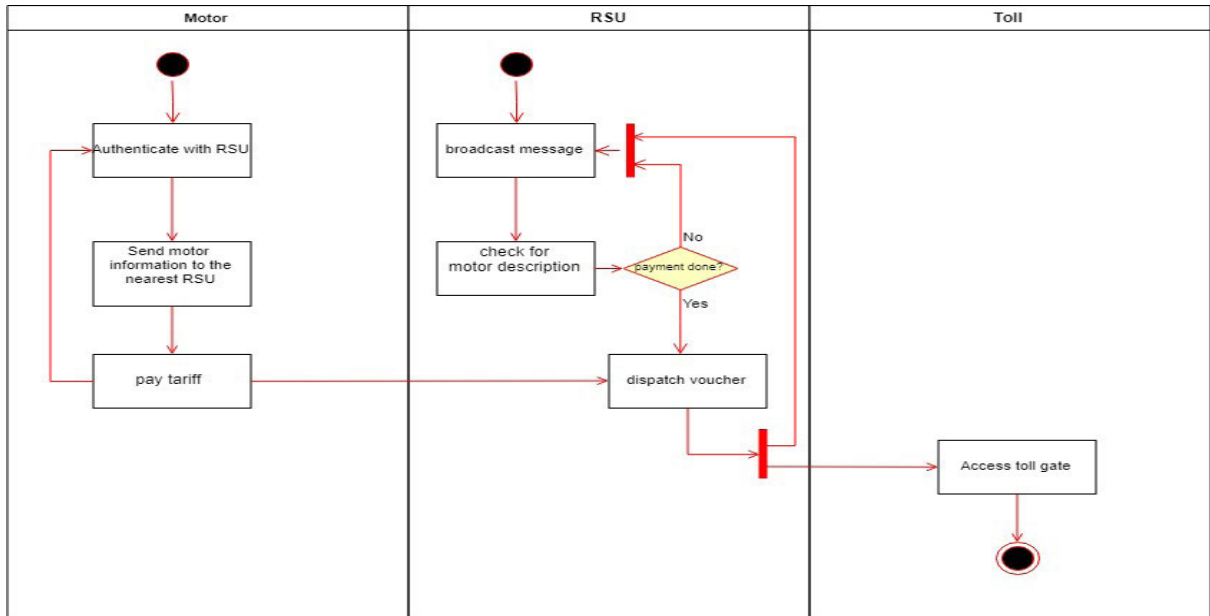 Motor
RSU
Toll
Authenticate with RSU
broadcast message
Send motor
information to the
nearest RSU
check for
motor description
No
payment done?
Yes
pay tariff
dispatch voucher
Access toll gate